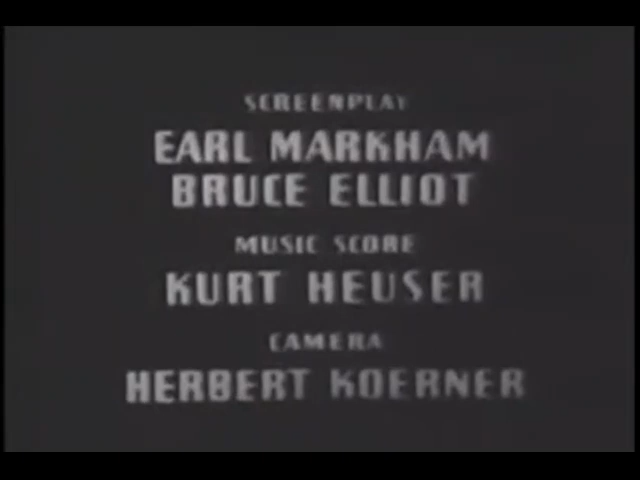 SCREENPLAY
EARL MARKHAM
BRUCE ELLIOT
MUSIC SCORE
KURT HEUSER
CAMERA
HERBERT KOERNER